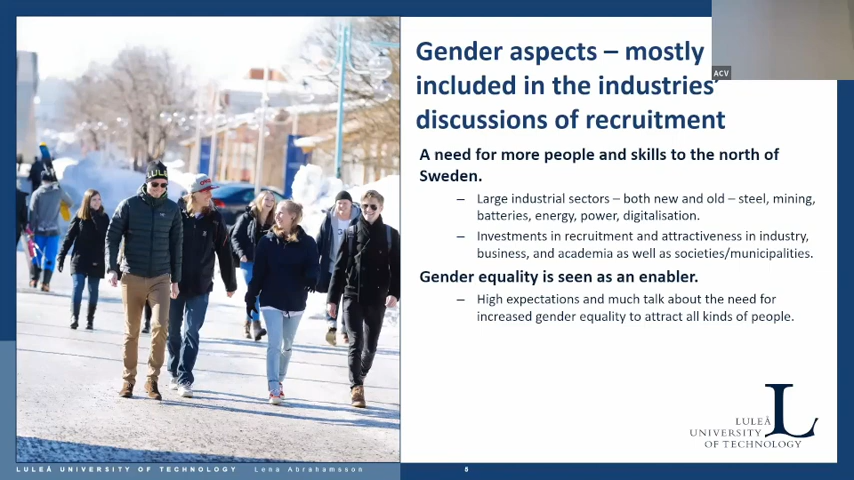 Gender aspects – mostly
included in the industries’
discussions of recruitment
ACV
A need for more people and skills to the north of
Sweden.
– Large industrial sectors – both new and old – steel, mining,
batteries, energy, power, digitalisation.
– Investments in recruitment and attractiveness in industry,
business, and academia as well as societies/municipalities.
Gender equality is seen as an enabler.
– High expectations and much talk about the need for
increased gender equality to attract all kinds of people.
LULEÅ
UNIVERSITY
OF TECHNOLOGY
L
LULEÅ UNIVERSITY OF TECHNOLOGY Lena Abrahamsson